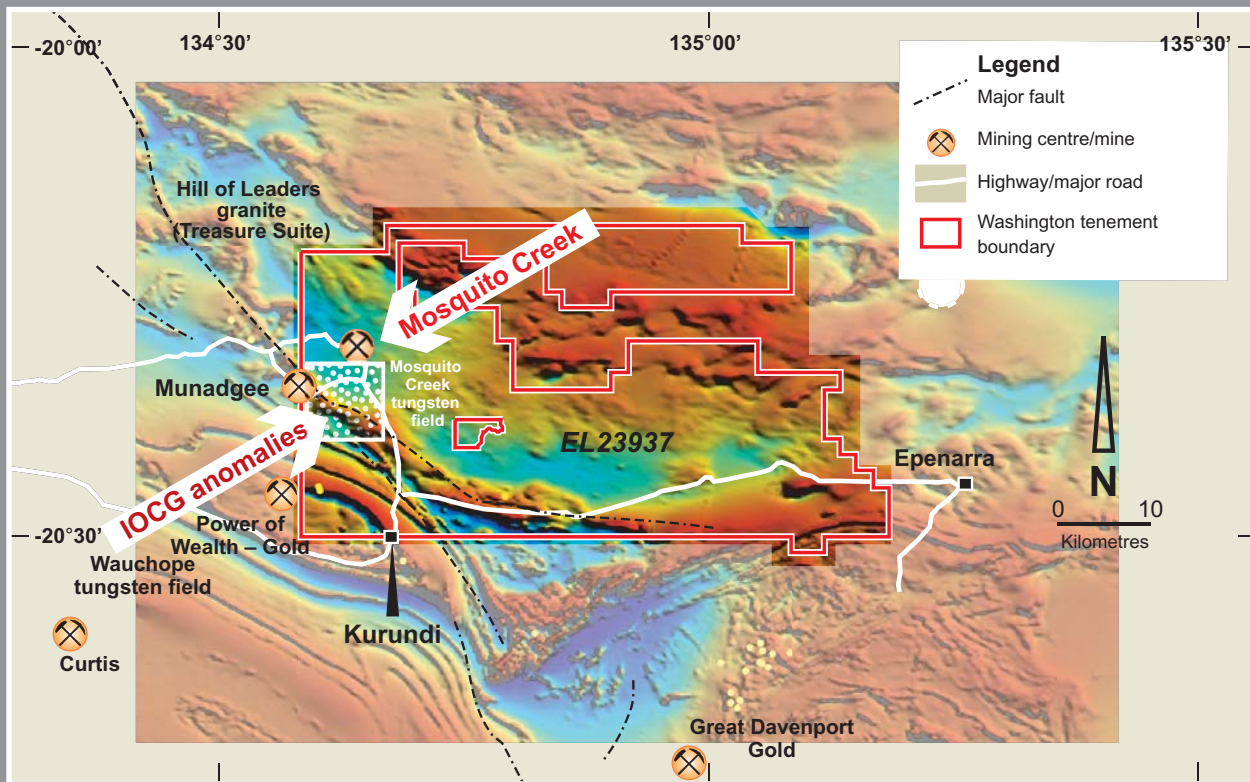 134°30’
135°00’
135°30’
-20°00’
Legend
Major fault
Mining centre/mine
Highway/major road
Washington tenement
boundary
Hill of Leaders
granite
(Treasure Suite)
Mosquito Creek
Munadgee
Mosquito
Creek
tungsten
field
IOCG anomalies
EL23937
Epenarra
N
0 10
Kilometres
Power of
Wealth – Gold
-20°30’
Wauchope
tungsten field
Kurundi
Curtis
Great Davenport
Gold